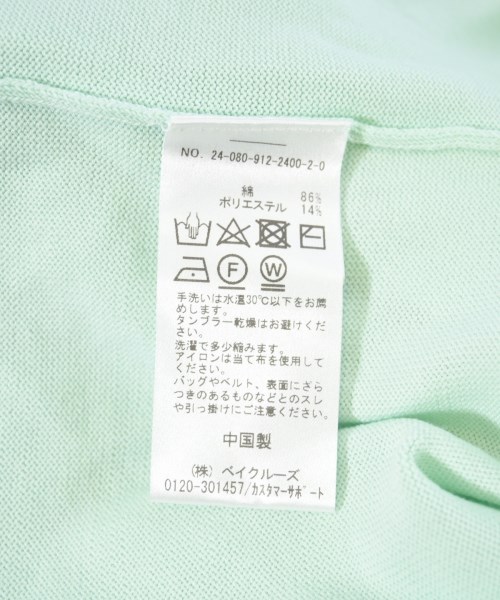 NO. 24-080-912-2400-2-0
綿 86%
ポリエステル 14%
F W
手洗いは水温30℃以下をお薦
めします。
タンブラー乾燥はお避けくだ
さい。
洗濯で多少縮みます。
アイロンは当て布を使用して
ください。
バッグやベルト、表面にざら
つきのあるものなどとのスレ
や引っ掛けにご注意ください。
中国製
(株) ベイクルーズ
0120-301457/カスタマーサポート